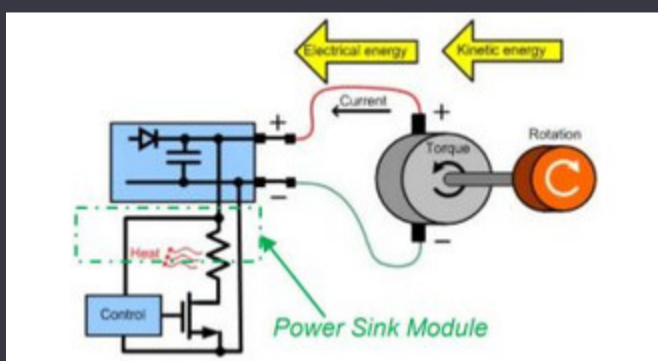 Electrical energy
Kinetic energy
Current
+
+
Rotation
Torque
−
−
Heat
Control
Power Sink Module